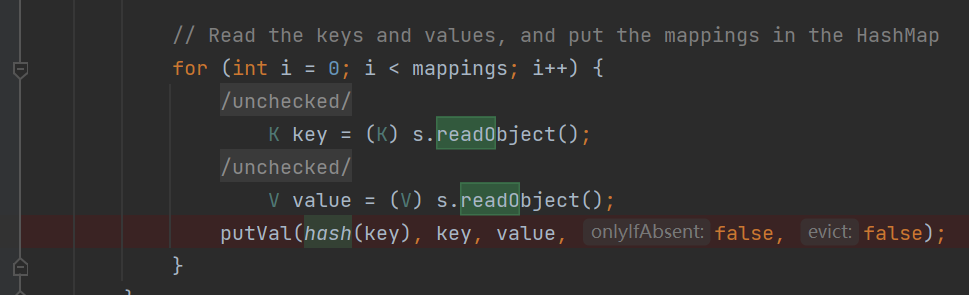 // Read the keys and values, and put the mappings in the HashMap
for (int i = 0; i < mappings; i++) {
/unchecked/
K key = (K) s.readObject();
/unchecked/
V value = (V) s.readObject();
putVal(hash(key), key, value, onlyIfAbsent: false, evict: false);
}
}